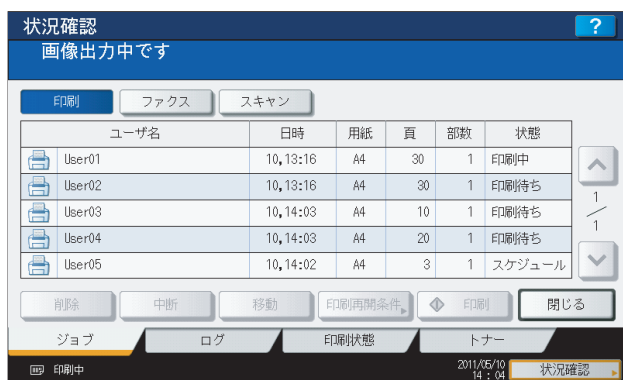 状況確認
?
画像出力中です
印刷 ファクス スキャン
ユーザ名 日時 用紙 頁 部数 状態
User01 10,13:16 A4 30 1 印刷中
User02 10,13:16 A4 30 1 印刷待ち
User03 10,14:03 A4 10 1 印刷待ち
User04 10,14:03 A4 20 1 印刷待ち
User05 10,14:02 A4 3 1 スケジュール
1
1
削除 中断 移動 印刷再開条件 印刷 閉じる
ジョブ ログ 印刷状態 トナー
印刷中 2011/05/10
14 : 04 状況確認